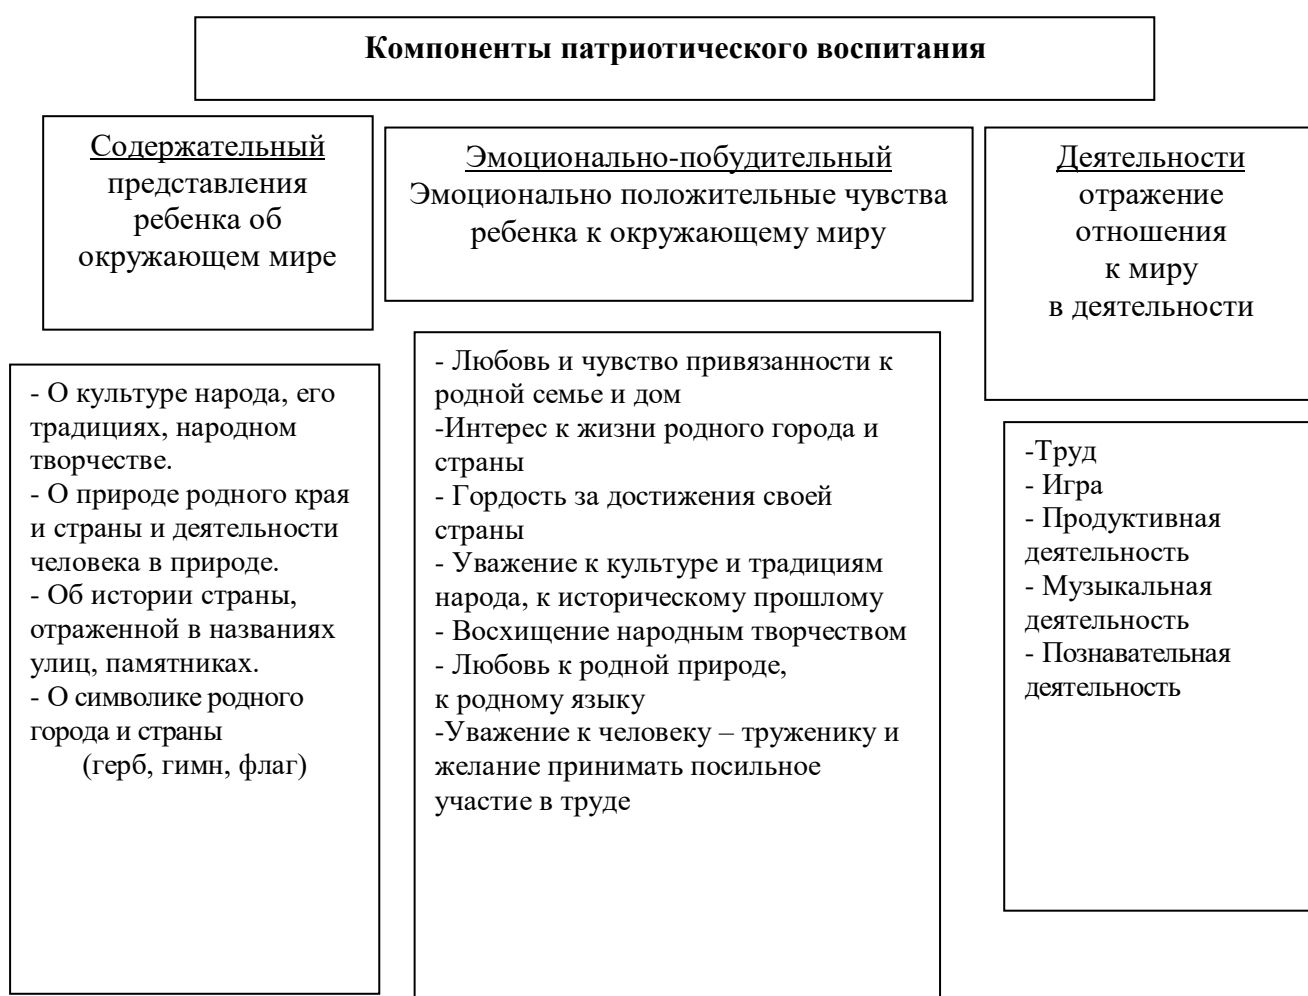 Компоненты патриотического воспитания
Содержательный
представления
ребенка об
окружающем мире
Эмоционально-побудительный
Эмоционально положительные чувства
ребенка к окружающему миру
Деятельности
отражение
отношения
к миру
в деятельности
- О культуре народа, его
традициях, народном
творчестве.
- О природе родного края
и страны и деятельности
человека в природе.
- Об истории страны,
отраженной в названиях
улиц, памятниках.
- О символике родного
города и страны
(герб, гимн, флаг)
- Любовь и чувство привязанности к
родной семье и дом
-Интерес к жизни родного города и
страны
- Гордость за достижения своей
страны
- Уважение к культуре и традициям
народа, к историческому прошлому
- Восхищение народным творчеством
- Любовь к родной природе,
к родному языку
-Уважение к человеку – труженику и
желание принимать посильное
участие в труде
-Труд
- Игра
- Продуктивная
деятельность
- Музыкальная
деятельность
- Познавательная
деятельность